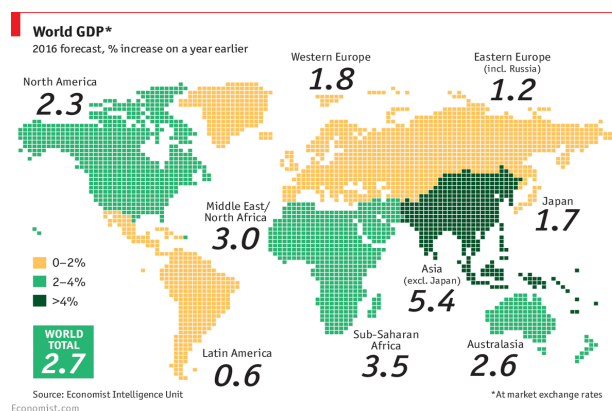 World GDP*
2016 forecast, % increase on a year earlier
North America
2.3
Western Europe
1.8
Eastern Europe
(incl. Russia)
1.2
Middle East/
North Africa
3.0
Japan
1.7
0–2%
2–4%
>4%
Asia
(excl. Japan)
5.4
WORLD
TOTAL
2.7
Latin America
0.6
Sub-Saharan
Africa
3.5
Australasia
2.6
Source: Economist Intelligence Unit
*At market exchange rates
Economist.com